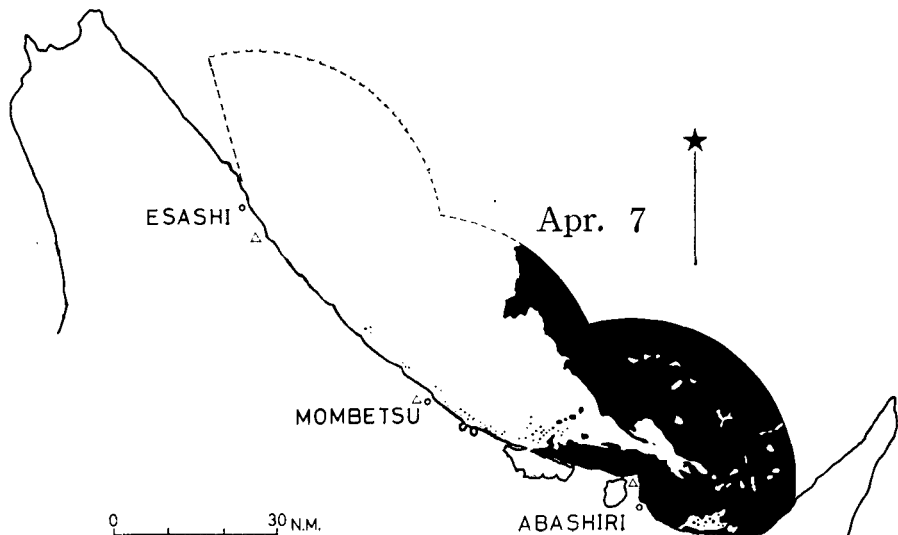 Apr. 7
ESASHI
MOMBETSU
ABASHIRI
0 30 N.M.